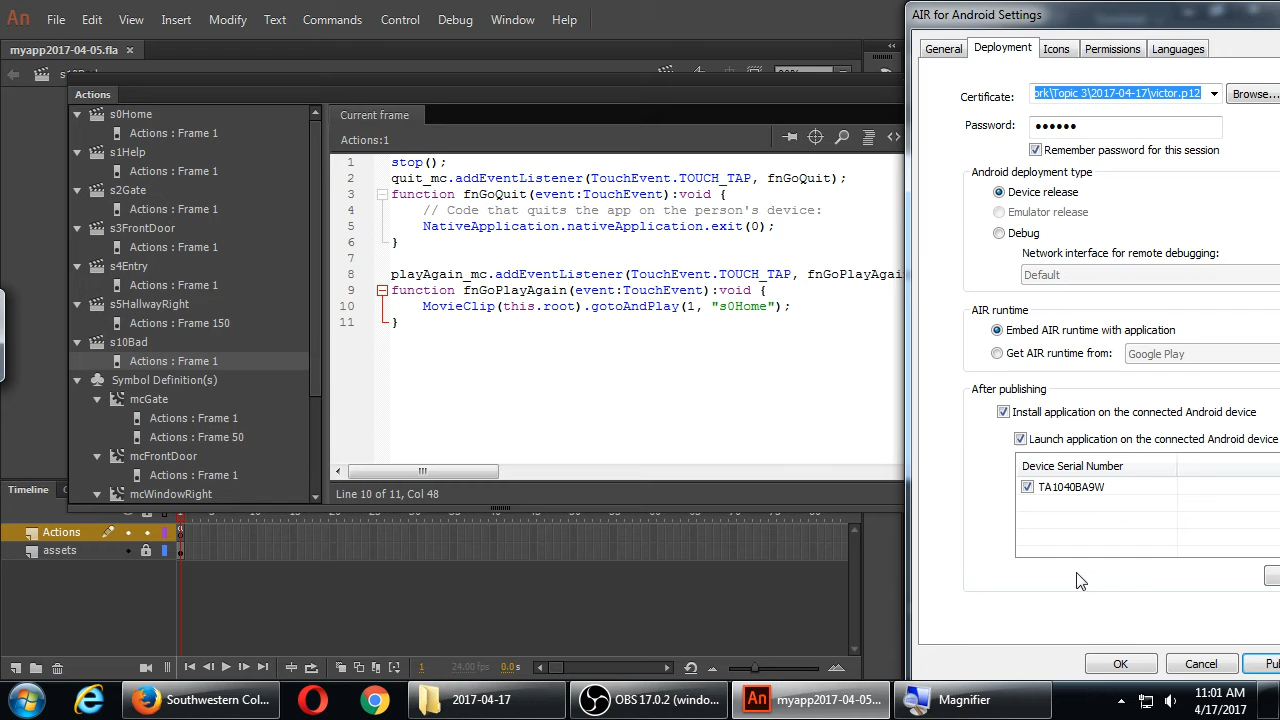 An File Edit View Insert Modify Text Commands Control Debug Window Help
myapp2017-04-05.fla ×
Actions
s0Home
Actions : Frame 1
s1Help
Actions : Frame 1
s2Gate
Actions : Frame 1
s3FrontDoor
Actions : Frame 1
s4Entry
Actions : Frame 1
s5HallwayRight
Actions : Frame 150
s10Bad
Actions : Frame 1
Symbol Definition(s)
mcGate
Actions : Frame 1
Actions : Frame 50
mcFrontDoor
Actions : Frame 1
mcWindowRight
Current frame
Actions:1
1 stop();
2 quit_mc.addEventListener(TouchEvent.TOUCH_TAP, fnGoQuit);
3 function fnGoQuit(event:TouchEvent):void {
4 // Code that quits the app on the person's device:
5 NativeApplication.nativeApplication.exit(0);
6 }
7
8 playAgain_mc.addEventListener(TouchEvent.TOUCH_TAP, fnGoPlayAgai
9 function fnGoPlayAgain(event:TouchEvent):void {
10 MovieClip(this.root).gotoAndPlay(1, "s0Home");
11 }
Line 10 of 11, Col 48
Timeline
Actions
assets
1 24.00 fps 0.0 s
AIR for Android Settings
General Deployment Icons Permissions Languages
Certificate: ork\Topic 3\2017-04-17\victor.p12 Browse...
Password: ●●●●●●
Remember password for this session
Android deployment type
Device release
Emulator release
Debug
Network interface for remote debugging:
Default
AIR runtime
Embed AIR runtime with application
Get AIR runtime from: Google Play
After publishing
Install application on the connected Android device
Launch application on the connected Android device
Device Serial Number
TA1040BA9W
OK Cancel Pu
Southwestern Col... 2017-04-17 OBS 17.0.2 (windo... An myapp2017-04-05... Magnifier
11:01 AM
4/17/2017